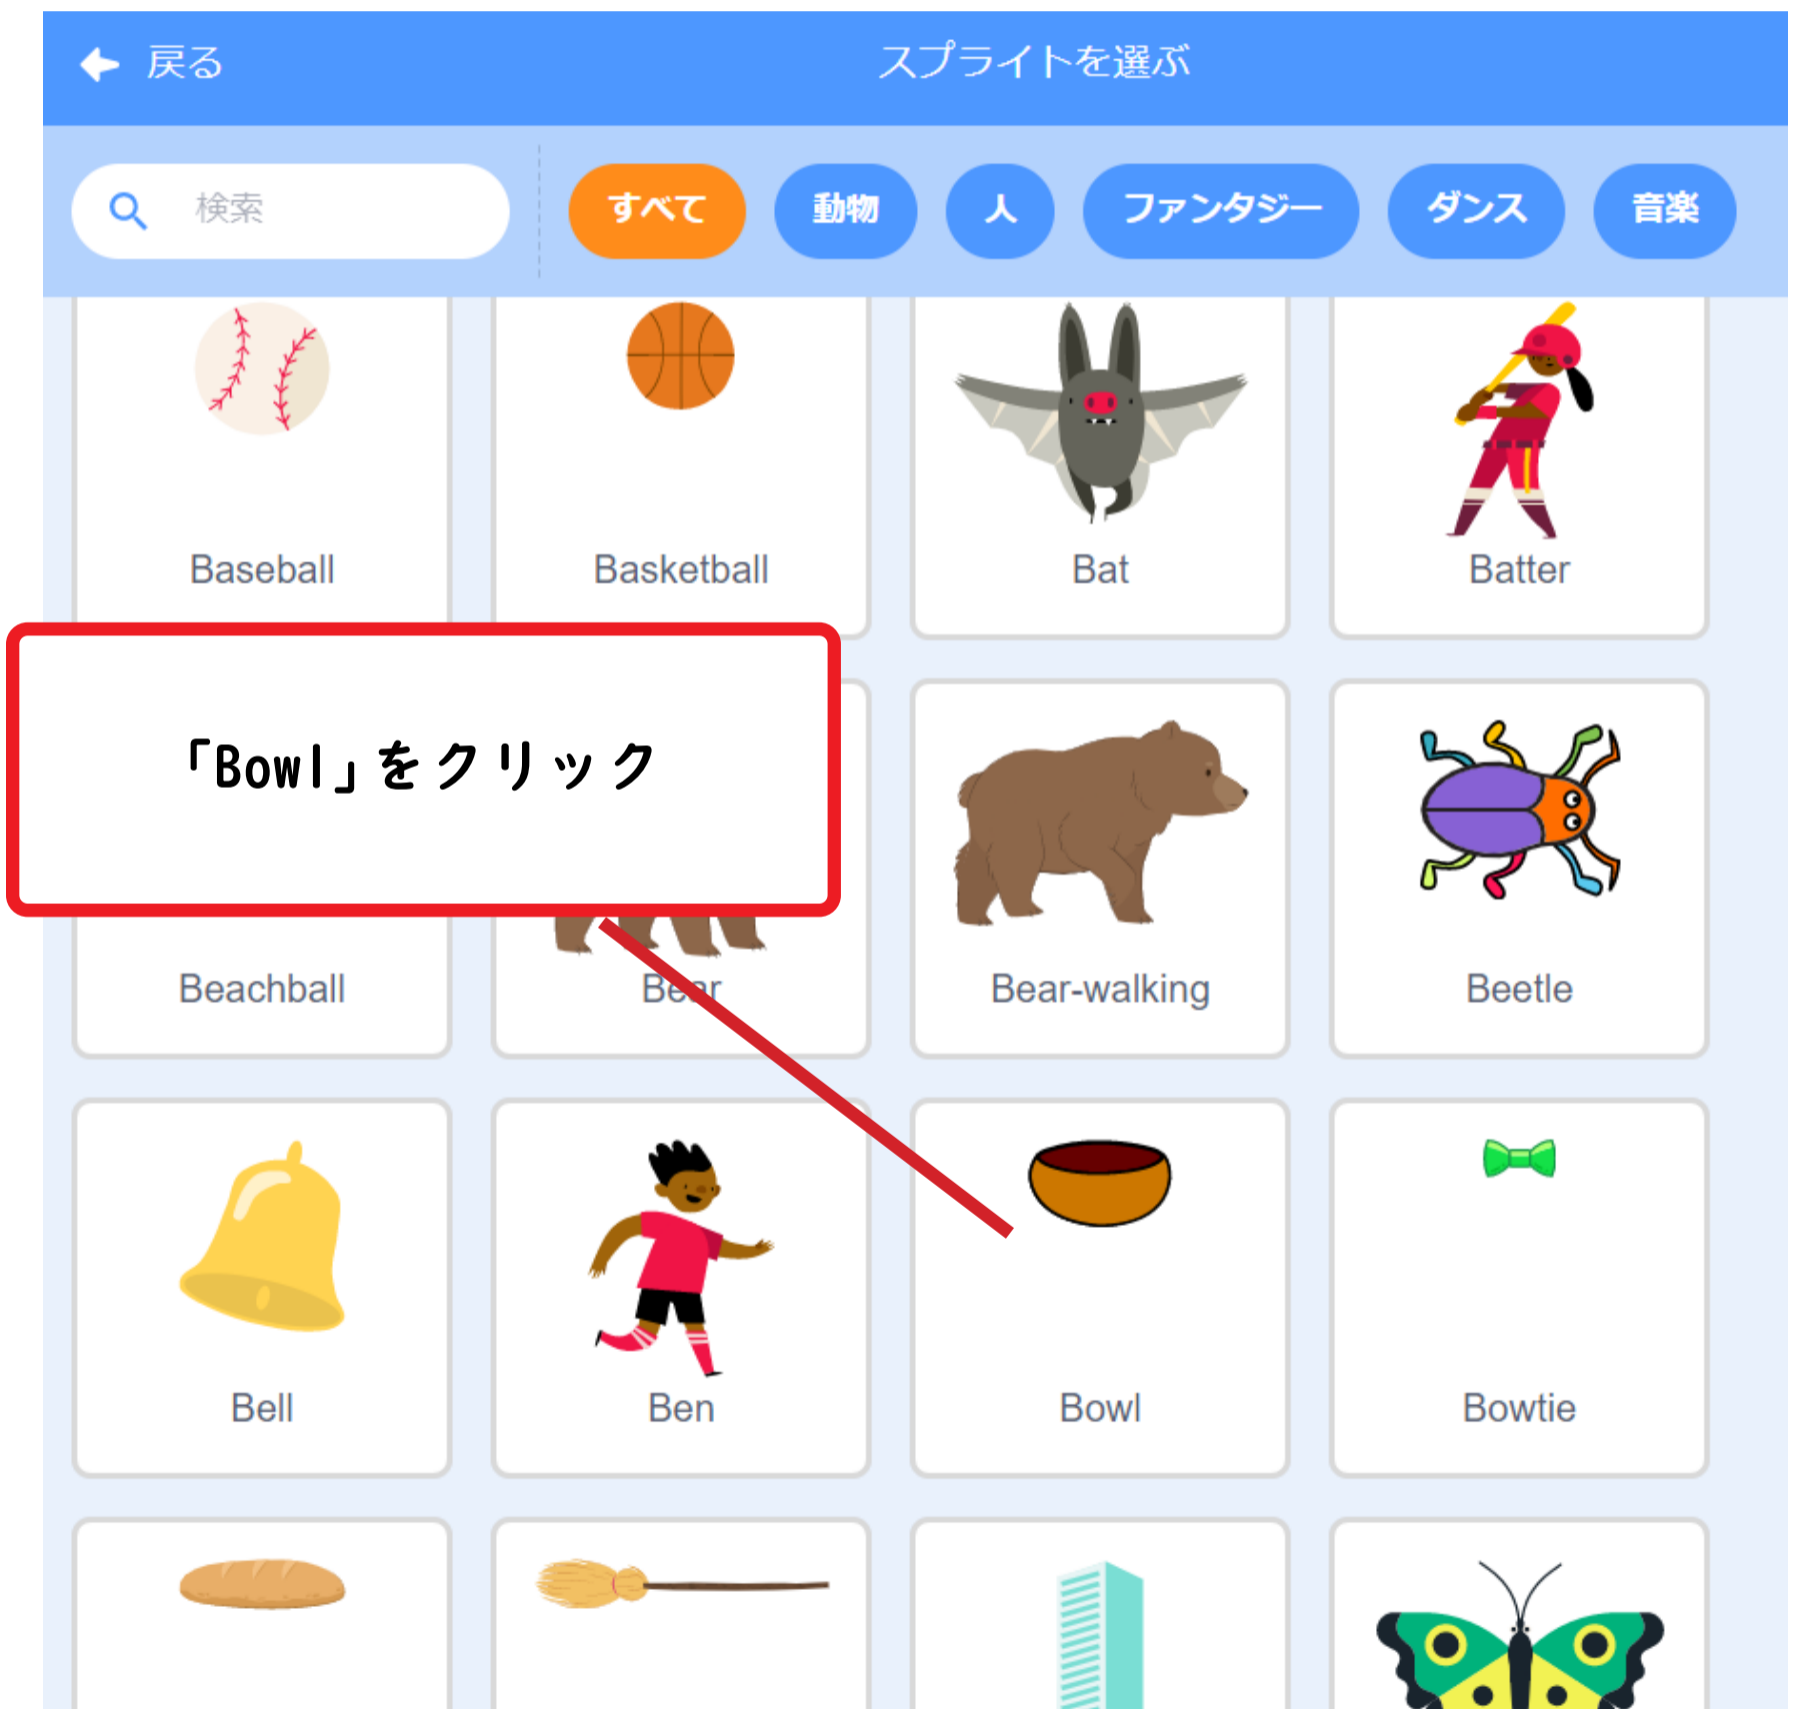 戻る
スプライトを選ぶ
検索
すべて
動物
人
ファンタジー
ダンス
音楽
Baseball
Basketball
Bat
Batter
「Bowl」をクリック
Beachball
Bear
Bear-walking
Beetle
Bell
Ben
Bowl
Bowtie